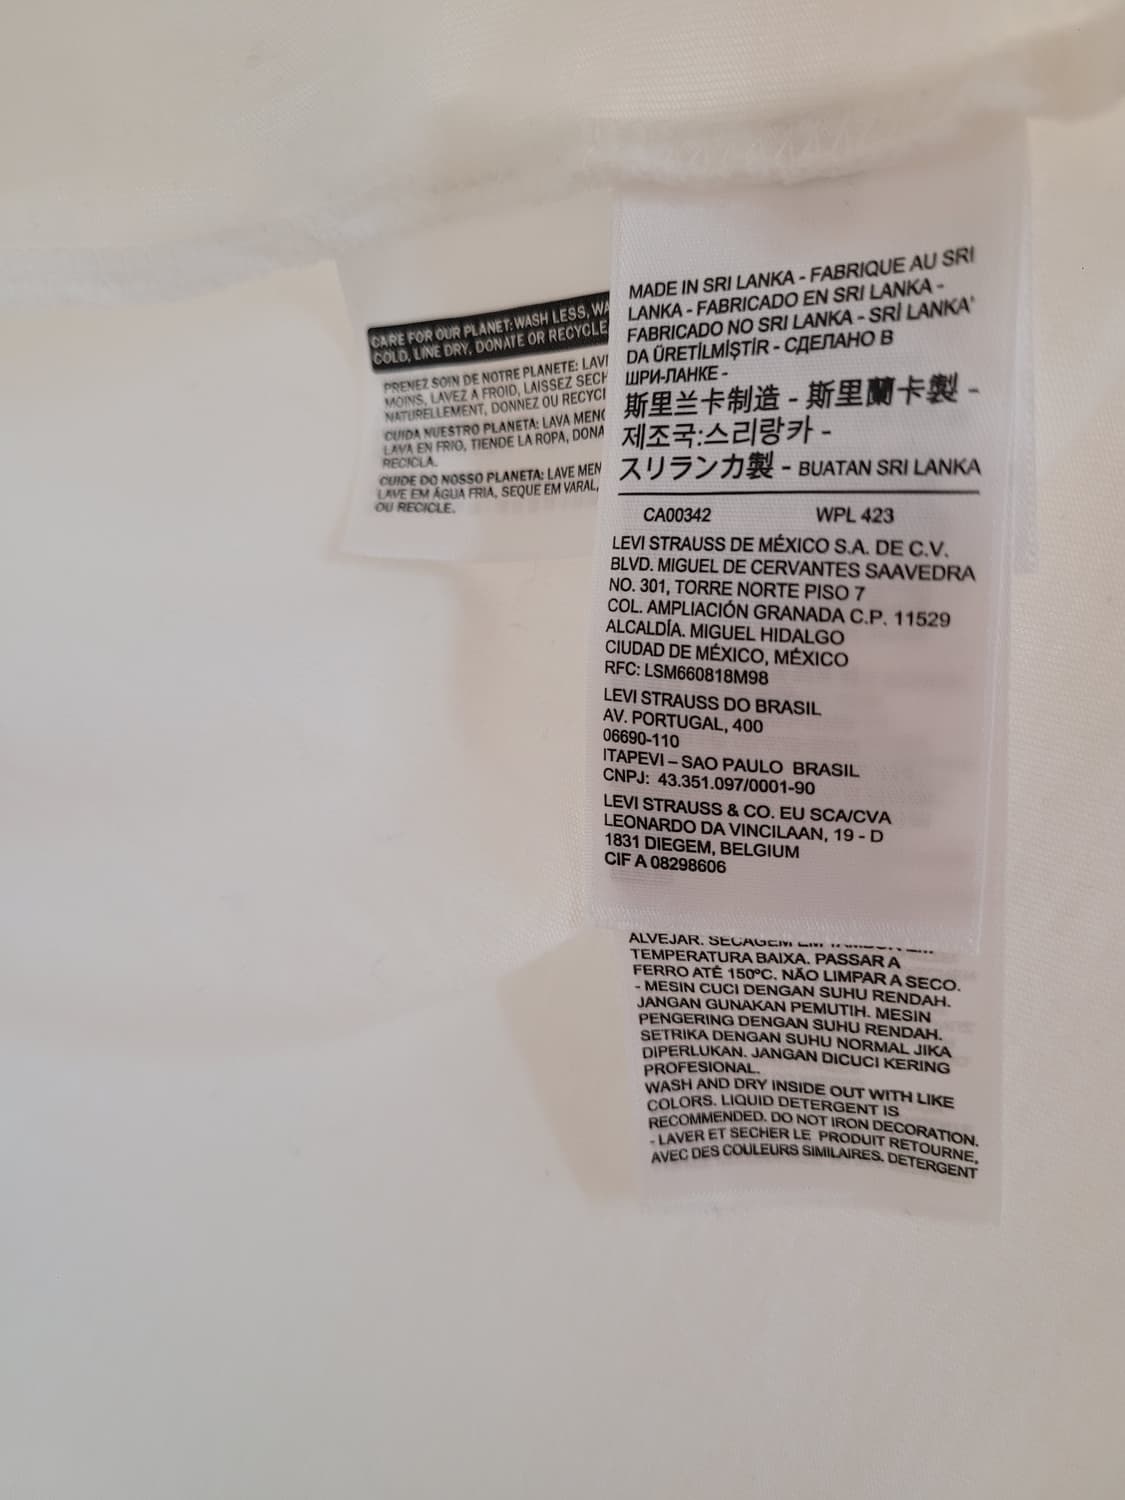 CARE FOR OUR PLANET: WASH LESS, WA
COLD, LINE DRY, DONATE OR RECYCLE
PRENEZ SOIN DE NOTRE PLANETE: LAV
MOINS, LAVEZ A FROID, LAISSEZ SECH
NATURELLEMENT, DONNEZ OU RECYCL
CUIDA NUESTRO PLANETA: LAVA MENO
LAVA EN FRIO, TIENDE LA ROPA, DONA
RECICLA.
CUIDE DO NOSSO PLANETA: LAVE MEN
LAVE EM ÁGUA FRIA, SEQUE EM VARAL,
OU RECICLE.
MADE IN SRI LANKA - FABRIQUE AU SRI
LANKA - FABRICADO EN SRI LANKA -
FABRICADO NO SRI LANKA - SRİ LANKA'
DA ÜRETİLMİŞTİR - СДЕЛАНО В
ШРИ-ЛАНКЕ -
斯里兰卡制造 - 斯里蘭卡製 -
제조국:스리랑카 -
スリランカ製 - BUATAN SRI LANKA
CA00342 WPL 423
LEVI STRAUSS DE MÉXICO S.A. DE C.V.
BLVD. MIGUEL DE CERVANTES SAAVEDRA
NO. 301, TORRE NORTE PISO 7
COL. AMPLIACIÓN GRANADA C.P. 11529
ALCALDÍA. MIGUEL HIDALGO
CIUDAD DE MÉXICO, MÉXICO
RFC: LSM660818M98
LEVI STRAUSS DO BRASIL
AV. PORTUGAL, 400
06690-110
ITAPEVI – SAO PAULO BRASIL
CNPJ: 43.351.097/0001-90
LEVI STRAUSS & CO. EU SCA/CVA
LEONARDO DA VINCILAAN, 19 - D
1831 DIEGEM, BELGIUM
CIF A 08298606
ALVEJAR. SECAGEM EM
TEMPERATURA BAIXA. PASSAR A
FERRO ATÉ 150ºC. NÃO LIMPAR A SECO.
- MESIN CUCI DENGAN SUHU RENDAH.
JANGAN GUNAKAN PEMUTIH. MESIN
PENGERING DENGAN SUHU RENDAH.
SETRIKA DENGAN SUHU NORMAL JIKA
DIPERLUKAN. JANGAN DICUCI KERING
PROFESIONAL.
WASH AND DRY INSIDE OUT WITH LIKE
COLORS. LIQUID DETERGENT IS
RECOMMENDED. DO NOT IRON DECORATION.
- LAVER ET SECHER LE PRODUIT RETOURNE,
AVEC DES COULEURS SIMILAIRES. DETERGENT